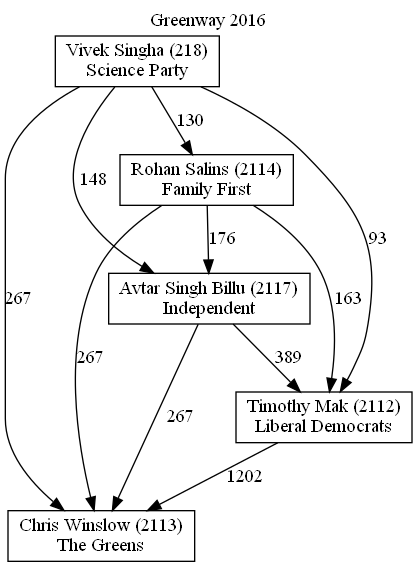 Greenway 2016
Vivek Singha (218)
Science Party
130
Rohan Salins (2114)
Family First
148
93
176
Avtar Singh Billu (2117)
Independent
267
163
267
389
267
Timothy Mak (2112)
Liberal Democrats
1202
Chris Winslow (2113)
The Greens